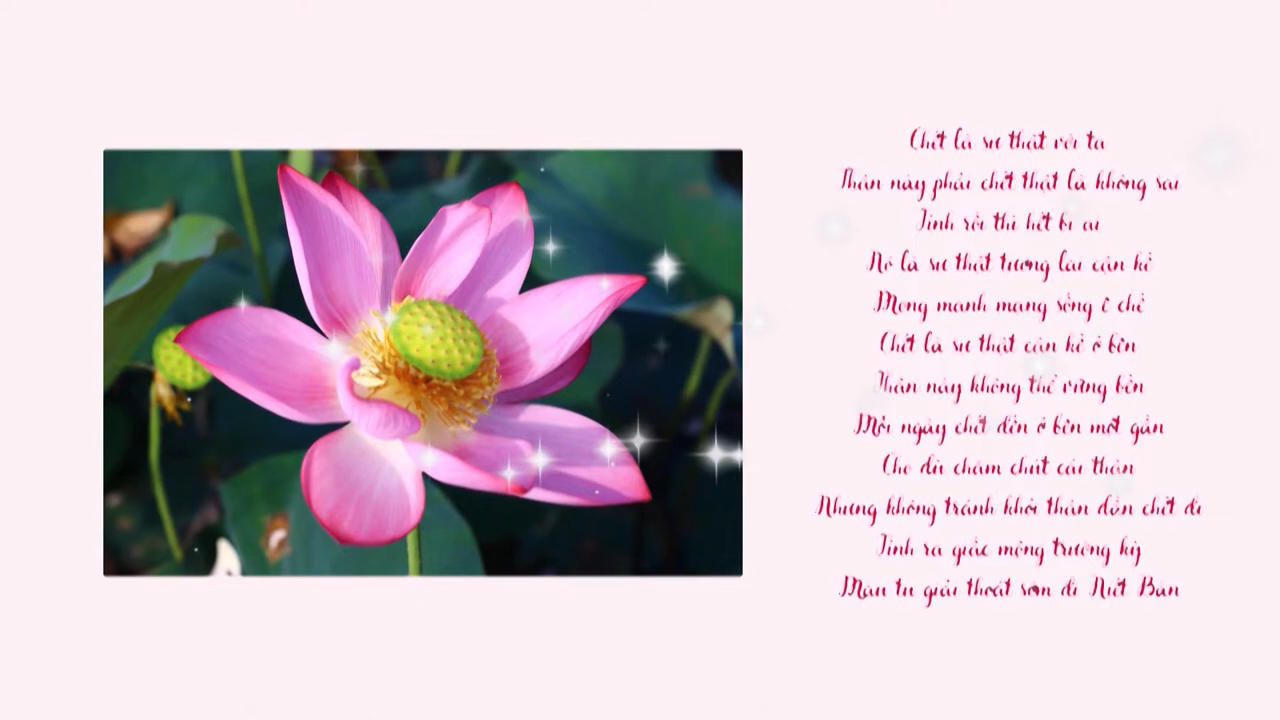 Chết là sự thật với ta
Thân này phải chết thật là không sai
Tỉnh rồi thì hết bi ai
Nó là sự thật tương lai cận kề
Mong manh mang sống ê chề
Chết là sự thật cận kề ở bên
Thân này không thể vững bền
Mỗi ngày chết đến ở bên một gần
Cho dù chăm chút cái thân
Nhưng không tránh khỏi thân dần chết đi
Tỉnh ra giấc mộng trường kỳ
Mau tu giải thoát sớm đi Niết Bàn